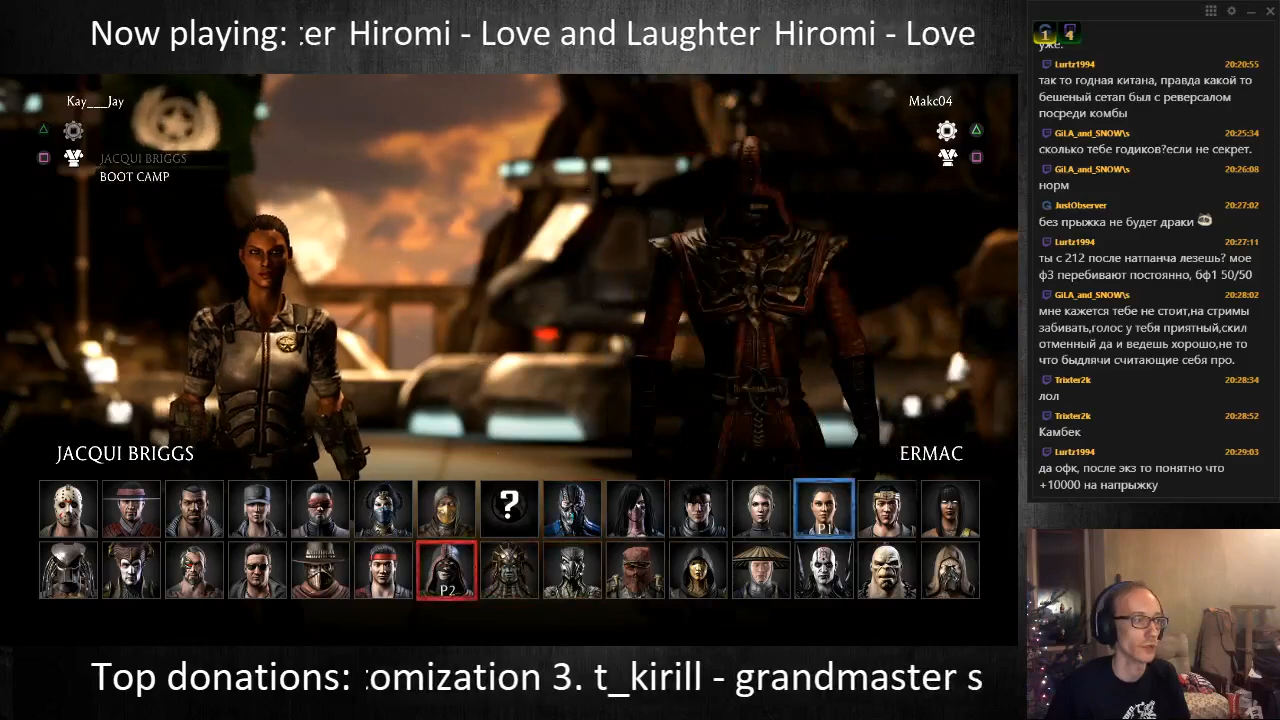 Now playing: :er Hiromi - Love and Laughter Hiromi - Love
Kay___Jay
JACQUI BRIGGS
BOOT CAMP
Makc04
JACQUI BRIGGS
ERMAC
?
P2
Top donations: :omization 3. t_kirill - grandmaster s
1
4
уже.
Lurtz1994 20:20:55
так то годная китана, правда какой то
бешеный сетап был с реверсалом
посреди комбы
GiLA_and_SNOW\s 20:25:34
сколько тебе годиков?если не секрет.
GiLA_and_SNOW\s 20:26:08
норм
JustObserver 20:27:02
без прыжка не будет драки
Lurtz1994 20:27:11
ты с 212 после натпанча лезешь? мое
ф3 перебивают постоянно, бф1 50/50
GiLA_and_SNOW\s 20:28:02
мне кажется тебе не стоит,на стримы
забивать,голос у тебя приятный,скил
отменный да и ведешь хорошо,не то
что быдлячи считающие себя про.
Trixter2k 20:28:34
лол
Trixter2k 20:28:52
Камбек
Lurtz1994 20:29:03
да офк, после экз то понятно что
+10000 на напрыжку